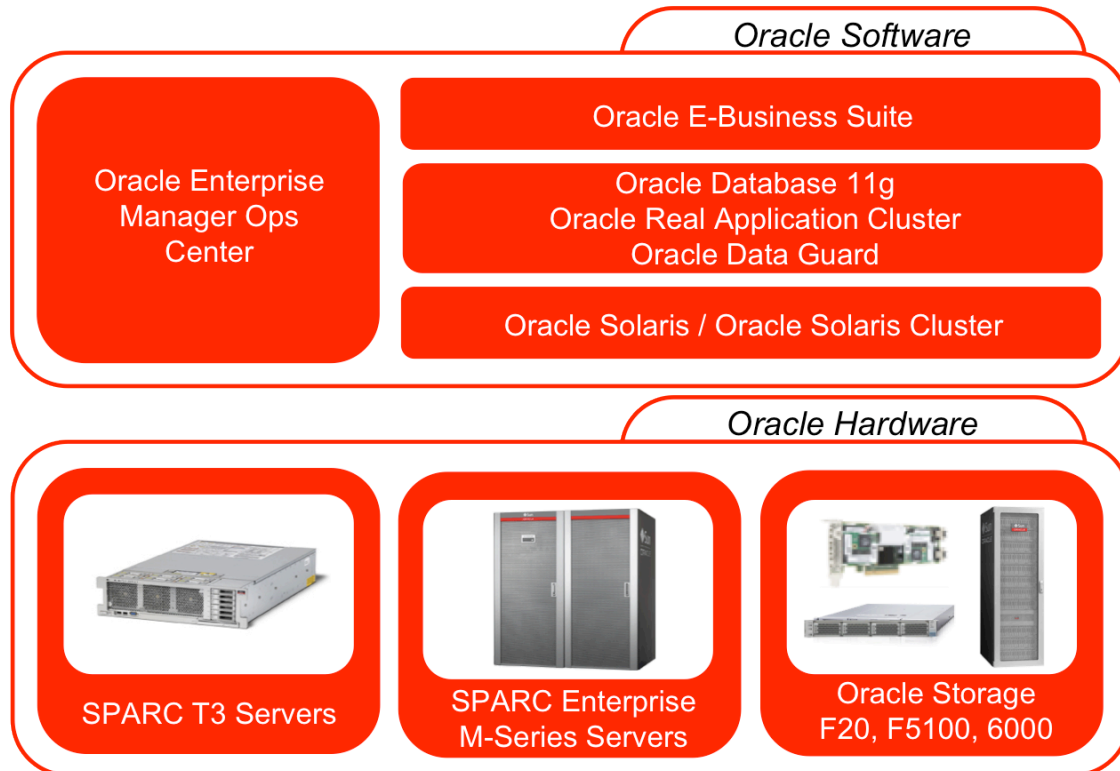 Oracle Software
Oracle Enterprise
Manager Ops
Center
Oracle E-Business Suite
Oracle Database 11g
Oracle Real Application Cluster
Oracle Data Guard
Oracle Solaris / Oracle Solaris Cluster
Oracle Hardware
SPARC T3 Servers
SPARC Enterprise
M-Series Servers
Oracle Storage
F20, F5100, 6000